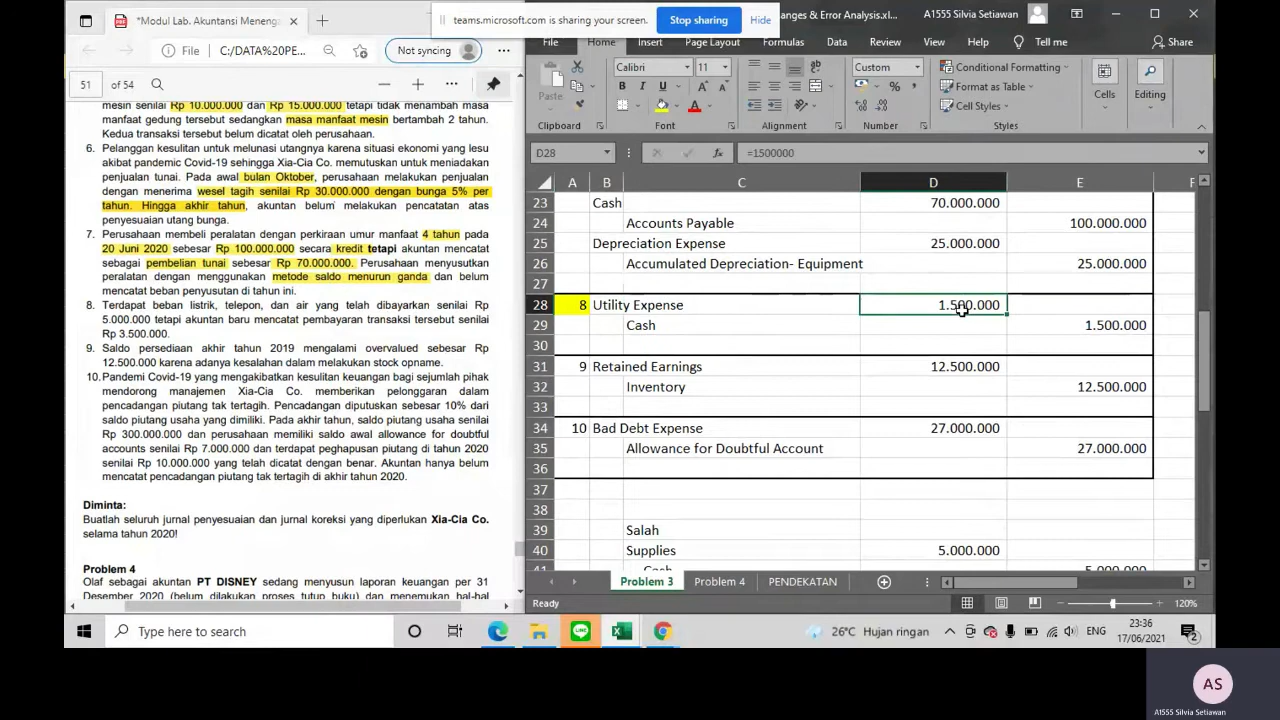 *Modul Lab. Akuntansi Meneng
teams.microsoft.com is sharing your screen.
Stop sharing
Hide
anges & Error Analysis.xl...
A1555 Silvia Setiawan
File
C:/DATA%20PE...
Not syncing
51
of 54
File
Home
Insert
Page Layout
Formulas
Data
Review
View
Help
Tell me
Share
Paste
Clipboard
Calibri
11
B
I
U
Font
Alignment
Custom
Number
Conditional Formatting
Format as Table
Cell Styles
Styles
Cells
Editing
D28
fx
=1500000
mesin senilai Rp 10.000.000 dan Rp 15.000.000 tetapi tidak menambah masa
manfaat gedung tersebut sedangkan masa manfaat mesin bertambah 2 tahun.
Kedua transaksi tersebut belum dicatat oleh perusahaan.
6. Pelanggan kesulitan untuk melunasi utangnya karena situasi ekonomi yang lesu
akibat pandemic Covid-19 sehingga Xia-Cia Co. memutuskan untuk meniadakan
penjualan tunai. Pada awal bulan Oktober, perusahaan melakukan penjualan
dengan menerima wesel tagih senilai Rp 30.000.000 dengan bunga 5% per
tahun. Hingga akhir tahun, akuntan belum melakukan pencatatan atas
penyesuaian utang bunga.
7. Perusahaan membeli peralatan dengan perkiraan umur manfaat 4 tahun pada
20 Juni 2020 sebesar Rp 100.000.000 secara kredit tetapi akuntan mencatat
sebagai pembelian tunai sebesar Rp 70.000.000. Perusahaan menyusutkan
peralatan dengan menggunakan metode saldo menurun ganda dan belum
mencatat beban penyusutan di tahun ini.
8. Terdapat beban listrik, telepon, dan air yang telah dibayarkan senilai Rp
5.000.000 tetapi akuntan baru mencatat pembayaran transaksi tersebut senilai
Rp 3.500.000.
9. Saldo persediaan akhir tahun 2019 mengalami overvalued sebesar Rp
12.500.000 karena adanya kesalahan dalam melakukan stock opname.
10. Pandemi Covid-19 yang mengakibatkan kesulitan keuangan bagi sejumlah pihak
mendorong manajemen Xia-Cia Co. memberikan pelonggaran dalam
pencadangan piutang tak tertagih. Pencadangan diputuskan sebesar 10% dari
saldo piutang usaha yang dimiliki. Pada akhir tahun, saldo piutang usaha senilai
Rp 300.000.000 dan perusahaan memiliki saldo awal allowance for doubtful
accounts senilai Rp 7.000.000 dan terdapat peghapusan piutang di tahun 2020
senilai Rp 10.000.000 yang telah dicatat dengan benar. Akuntan hanya belum
mencatat pencadangan piutang tak tertagih di akhir tahun 2020.
Diminta:
Buatlah seluruh jurnal penyesuaian dan jurnal koreksi yang diperlukan Xia-Cia Co.
selama tahun 2020!
Problem 4
Olaf sebagai akuntan PT DISNEY sedang menyusun laporan keuangan per 31
Desember 2020 (belum dilakukan proses tutup buku) dan menemukan hal-hal
A B C D E F
23 Cash 70.000.000
24 Accounts Payable 100.000.000
25 Depreciation Expense 25.000.000
26 Accumulated Depreciation- Equipment 25.000.000
27
28 8 Utility Expense 1.500.000
29 Cash 1.500.000
30
31 9 Retained Earnings 12.500.000
32 Inventory 12.500.000
33
34 10 Bad Debt Expense 27.000.000
35 Allowance for Doubtful Account 27.000.000
36
37
38
39 Salah
40 Supplies 5.000.000
41 Cash 5.000.000
Problem 3
Problem 4
PENDEKATAN
Ready
120%
Type here to search
26°C Hujan ringan
ENG
23:36
17/06/2021
2
AS
A1555 Silvia Setiawan